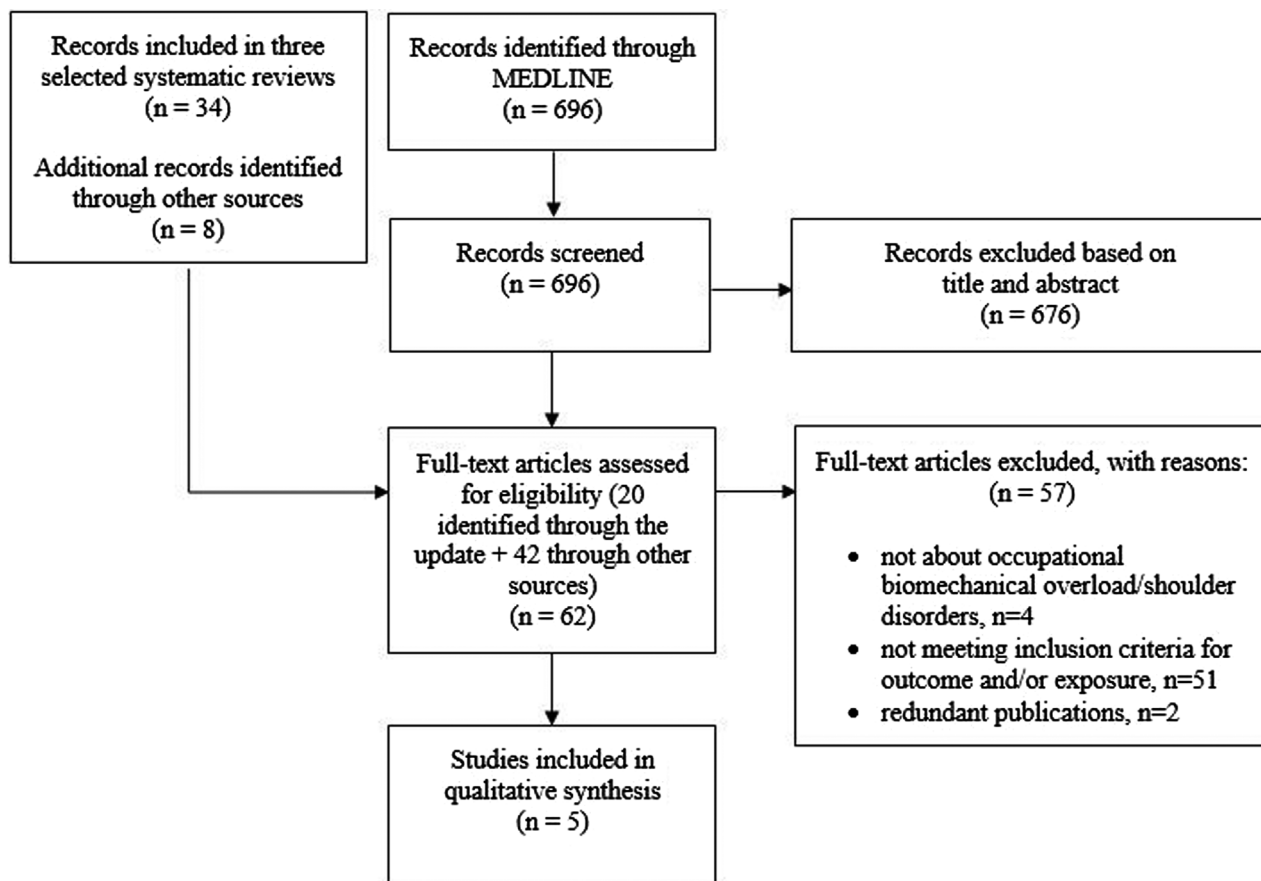 Records included in three
selected systematic reviews
(n = 34)
Additional records identified
through other sources
(n = 8)
Records identified through
MEDLINE
(n = 696)
Records screened
(n = 696)
Records excluded based on
title and abstract
(n = 676)
Full-text articles assessed
for eligibility (20
identified through the
update + 42 through other
sources)
(n = 62)
Full-text articles excluded, with reasons:
(n = 57)
• not about occupational
biomechanical overload/shoulder
disorders, n=4
• not meeting inclusion criteria for
outcome and/or exposure, n=51
• redundant publications, n=2
Studies included in
qualitative synthesis
(n = 5)